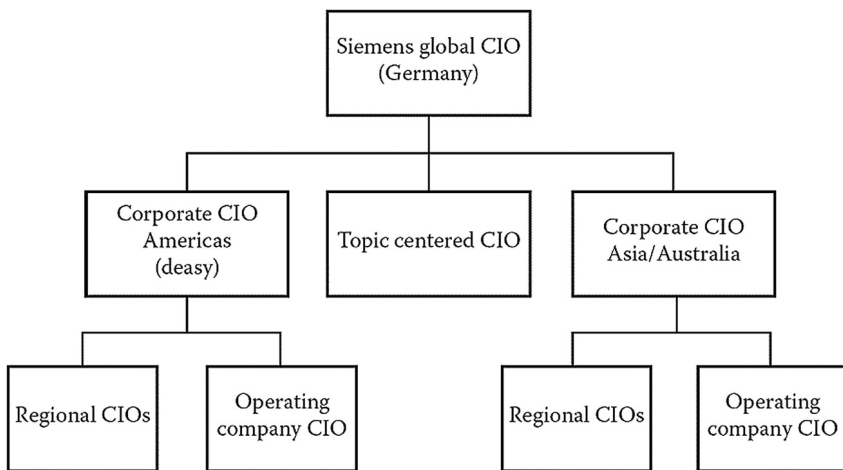 Siemens global CIO
(Germany)
Corporate CIO
Americas
(deasy)
Topic centered CIO
Corporate CIO
Asia/Australia
Regional CIOs
Operating
company CIO
Regional CIOs
Operating
company CIO